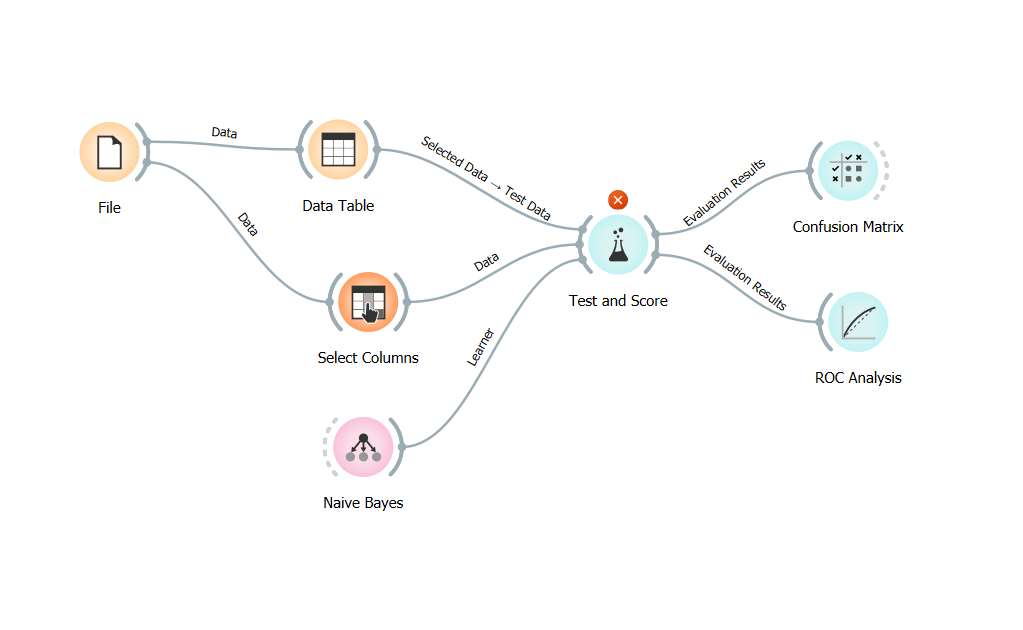 Data
File
Data
Data Table
Selected Data → Test Data
Select Columns
Data
Naive Bayes
Learner
Test and Score
Evaluation Results
Confusion Matrix
Evaluation Results
ROC Analysis